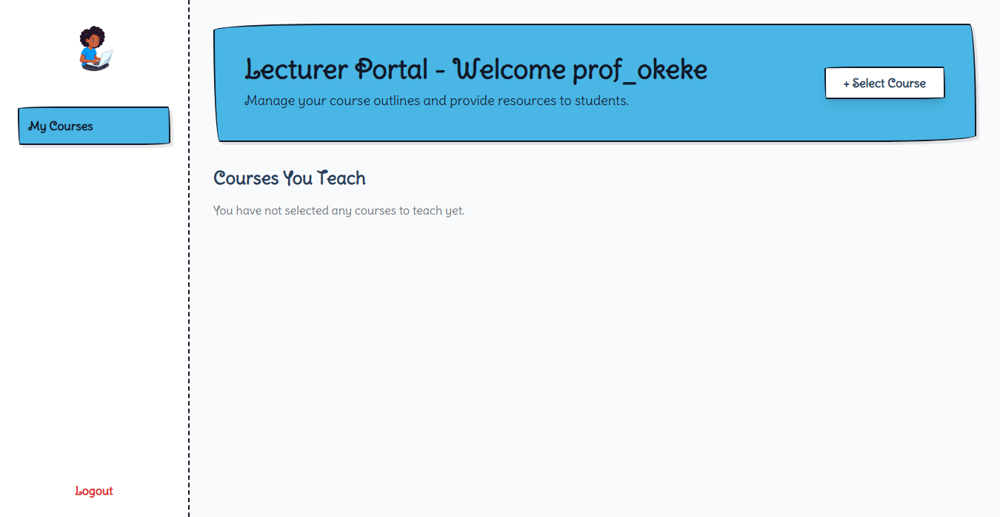 My Courses
Logout
Lecturer Portal - Welcome prof_okeke
Manage your course outlines and provide resources to students.
+ Select Course
Courses You Teach
You have not selected any courses to teach yet.